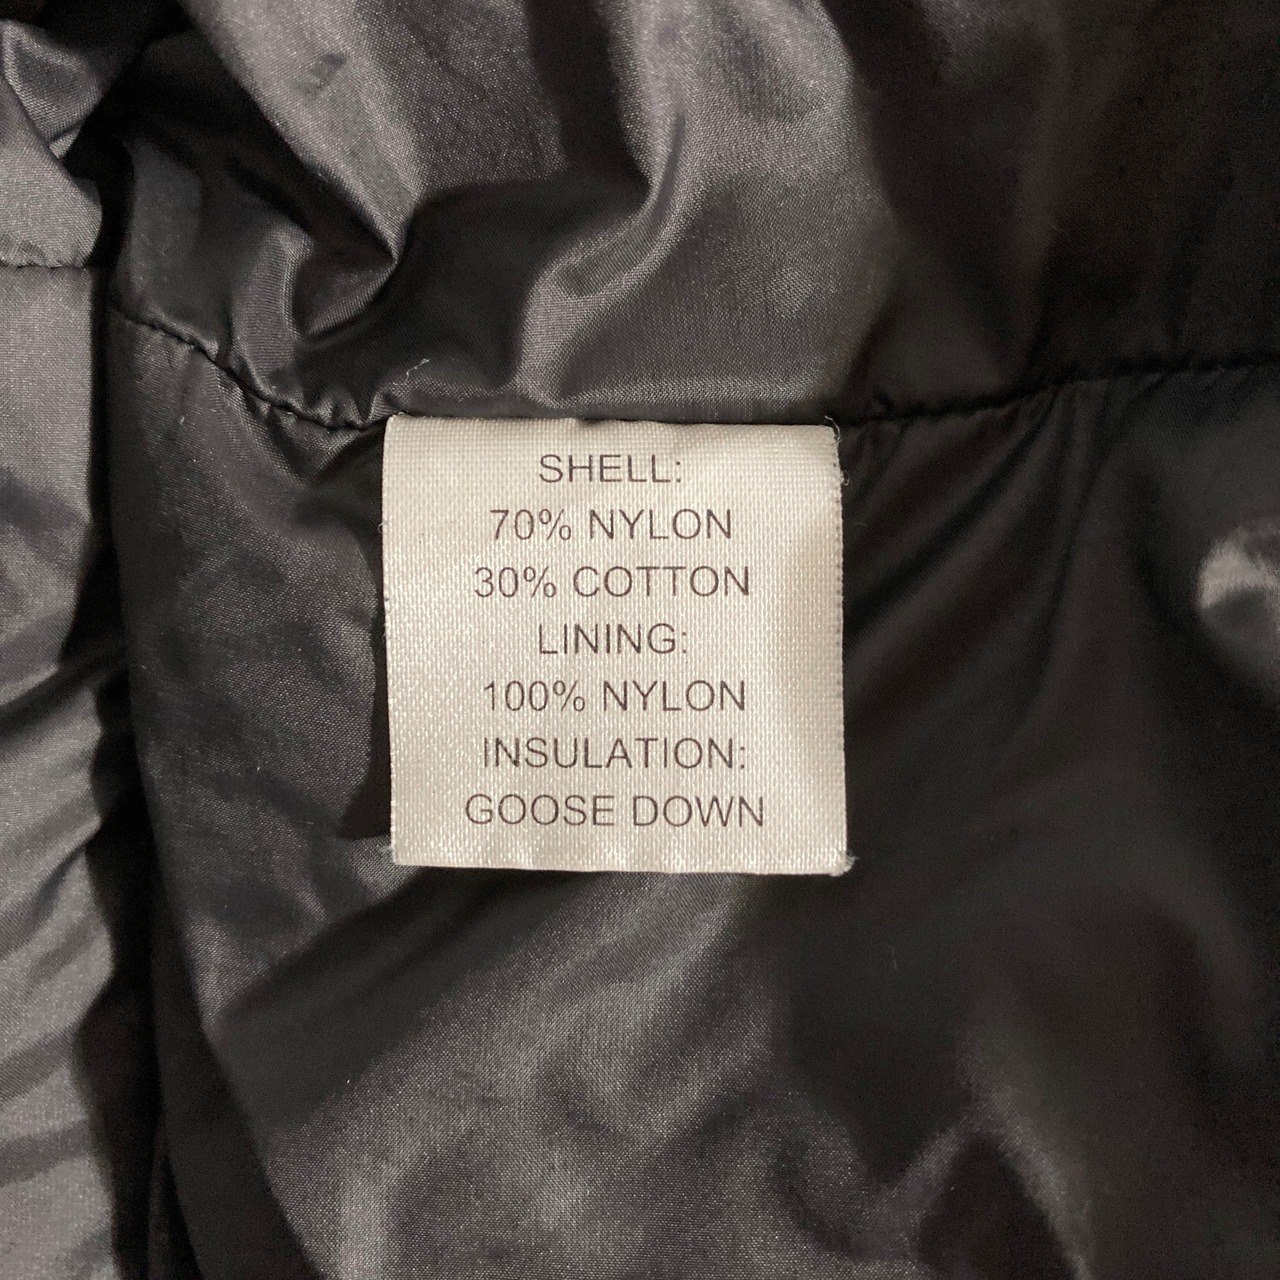 SHELL:
70% NYLON
30% COTTON
LINING:
100% NYLON
INSULATION:
GOOSE DOWN